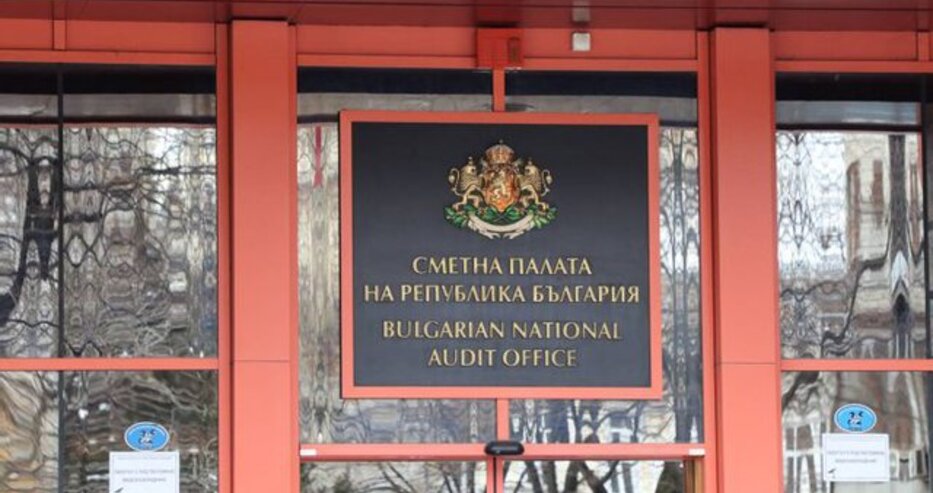 СМЕТНА ПАЛАТА
НА РЕПУБЛИКА БЪЛГАРИЯ
BULGARIAN NATIONAL
AUDIT OFFICE